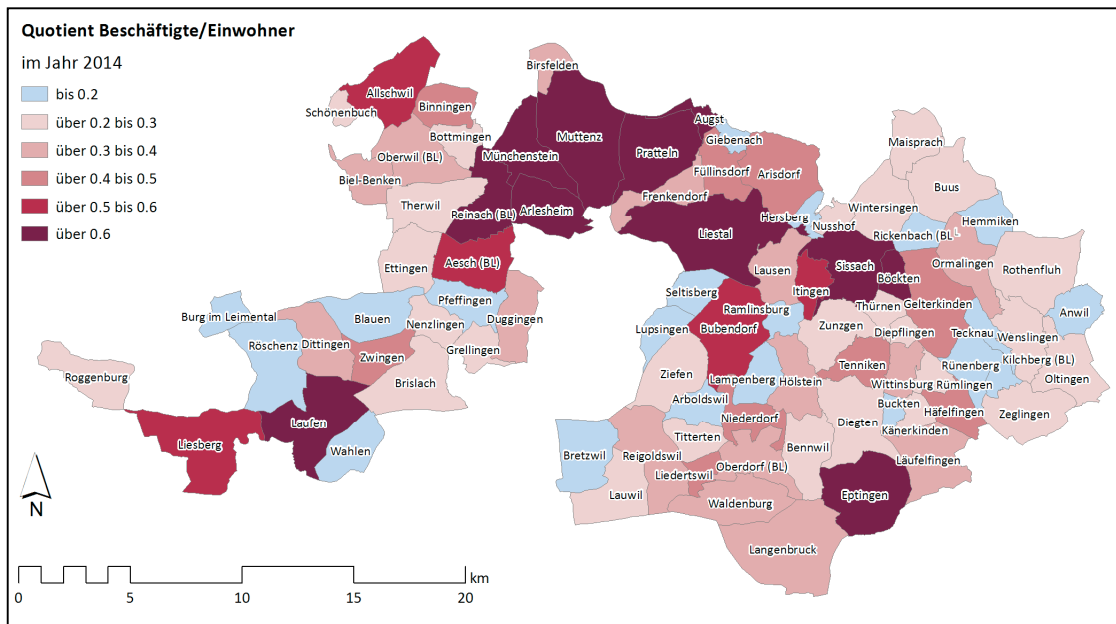 Quotient Beschäftigte/Einwohner
im Jahr 2014
bis 0.2
über 0.2 bis 0.3
über 0.3 bis 0.4
über 0.4 bis 0.5
über 0.5 bis 0.6
über 0.6
Birsfelden
Allschwil
Schönenbuch
Binningen
Bottmingen
Oberwil (BL)
Biel-Benken
Therwil
Münchenstein
Muttenz
Pratteln
Augst
Giebenach
Füllinsdorf
Arisdorf
Frenkendorf
Reinach (BL)
Arlesheim
Liestal
Hersberg
Nusshof
Wintersingen
Maisprach
Buus
Rickenbach (BL
Hemmiken
Ormalingen
Rothenfluh
Ettingen
Aesch (BL)
Pfeffingen
Duggingen
Lausen
Sissach
Böckten
Itingen
Seltisberg
Ramlinsburg
Bubendorf
Lupsingen
Thürnen
Gelterkinden
Zunzgen
Diepflingen
Tecknau
Wenslingen
Anwil
Kilchberg (BL)
Oltingen
Rünenberg
Zeglingen
Burg im Leimental
Blauen
Nenzlingen
Röschenz
Dittingen
Zwingen
Grellingen
Brislach
Roggenburg
Laufen
Liesberg
Wahlen
Ziefen
Lampenberg
Hölstein
Tenniken
Wittinsburg
Rümlingen
Arboldswil
Niederdorf
Buckten
Häfelfingen
Diegten
Känerkinden
Titterten
Bennwil
Bretzwil
Reigoldswil
Liedertswil
Oberdorf (BL)
Läufelfingen
Lauwil
Waldenburg
Eptingen
Langenbruck
N
km
0
5
10
15
20